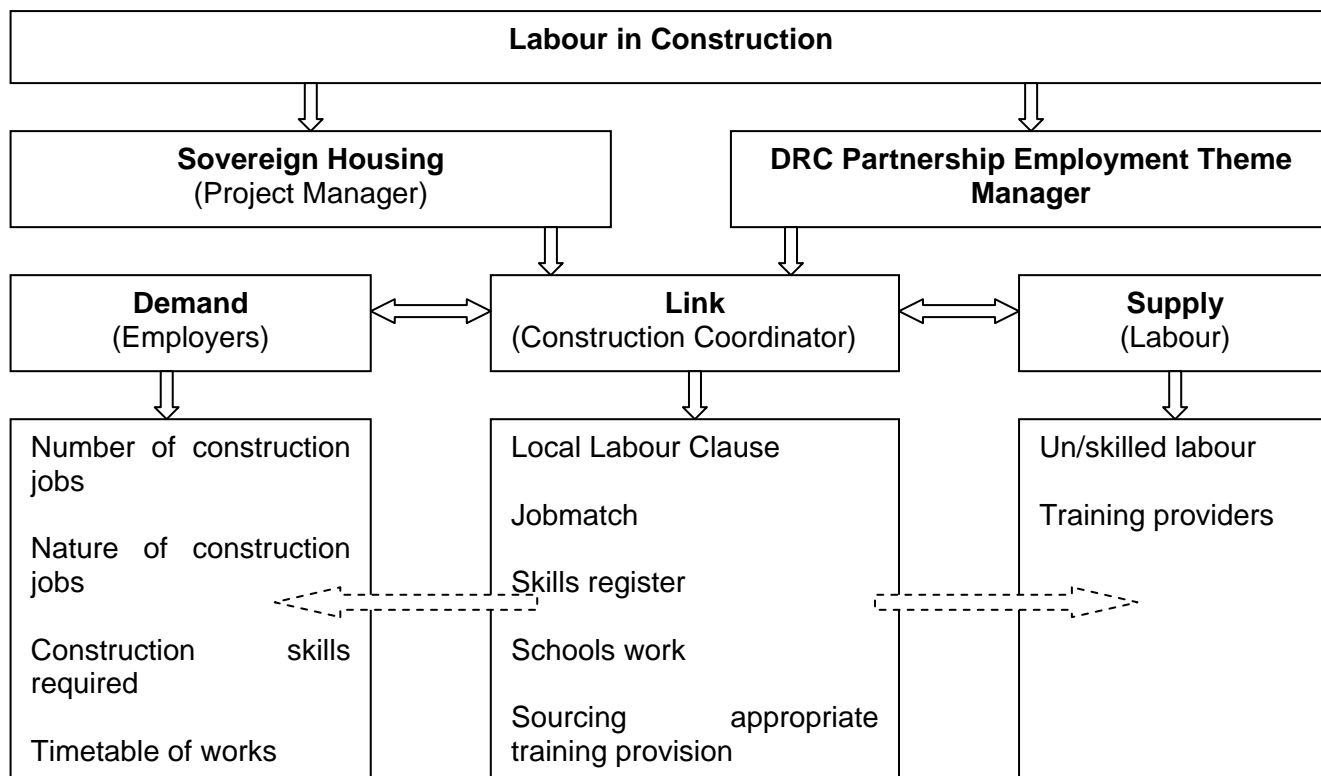 Labour in Construction
Sovereign Housing
(Project Manager)
DRC Partnership Employment Theme
Manager
Demand
(Employers)
Link
(Construction Coordinator)
Supply
(Labour)
Number of construction
jobs
Nature of construction
jobs
Construction skills
required
Timetable of works
Local Labour Clause
Jobmatch
Skills register
Schools work
Sourcing appropriate
training provision
Un/skilled labour
Training providers